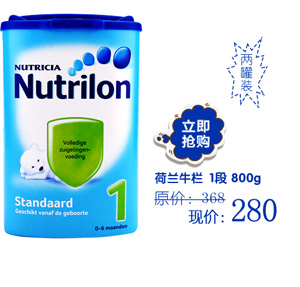 NUTRICIA
Nutrilon
Volledige
zuigelingen-
voeding
Standaard
Geschikt vanaf de geboorte
1
0-6 maanden
两罐装
立即
抢购
荷兰牛栏 1段 800g
原价：368
现价：280